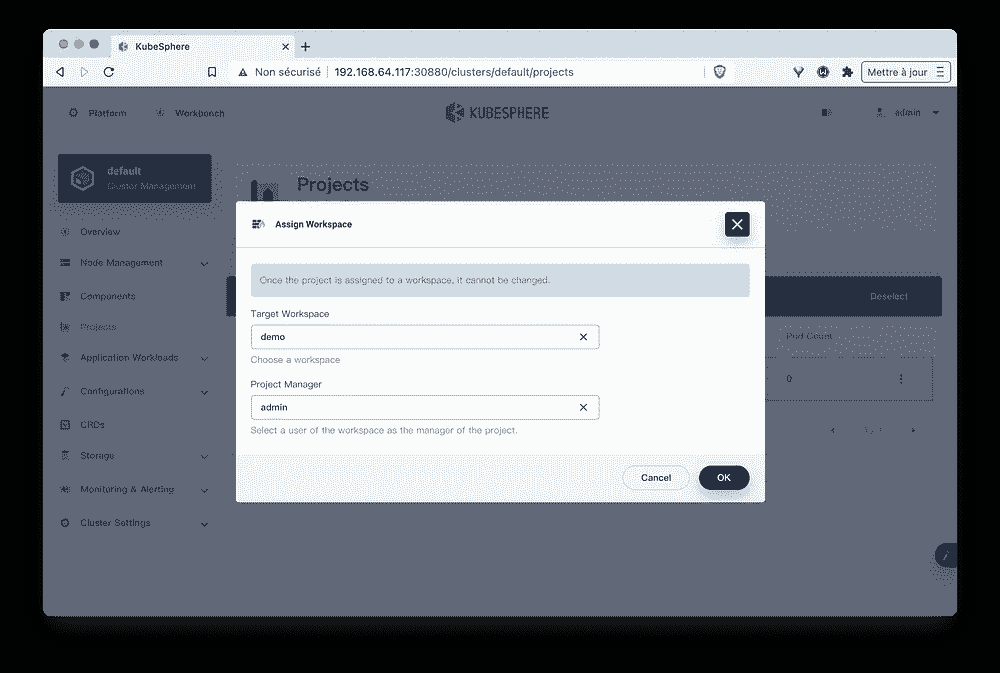 KubeSphere
Non sécurisé
192.168.64.117:30880/clusters/default/projects
Mettre à jour
Platform
Workbench
KUBESPHERE
admin
default
Cluster Management
Projects
Assign Workspace
Overview
Once the project is assigned to a workspace, it cannot be changed.
Node Management
Components
Deselect
Target Workspace
Projects
demo
Pod Count
Application Workloads
Choose a workspace
0
Project Manager
Configurations
admin
CRDs
Select a user of the workspace as the manager of the project.
Storage
Cancel
OK
Monitoring & Alerting
Cluster Settings